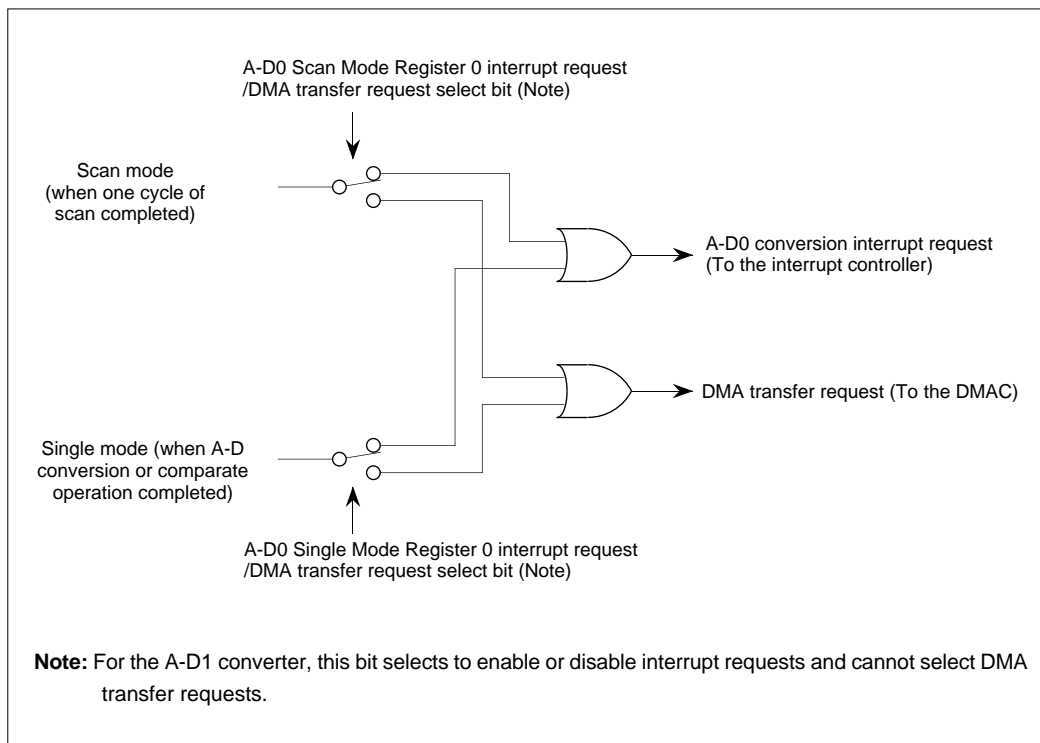 A-D0 Scan Mode Register 0 interrupt request
/DMA transfer request select bit (Note)
Scan mode
(when one cycle of
scan completed)
A-D0 conversion interrupt request
(To the interrupt controller)
DMA transfer request (To the DMAC)
Single mode (when A-D
conversion or comparate
operation completed)
A-D0 Single Mode Register 0 interrupt request
/DMA transfer request select bit (Note)
Note: For the A-D1 converter, this bit selects to enable or disable interrupt requests and cannot select DMA
transfer requests.